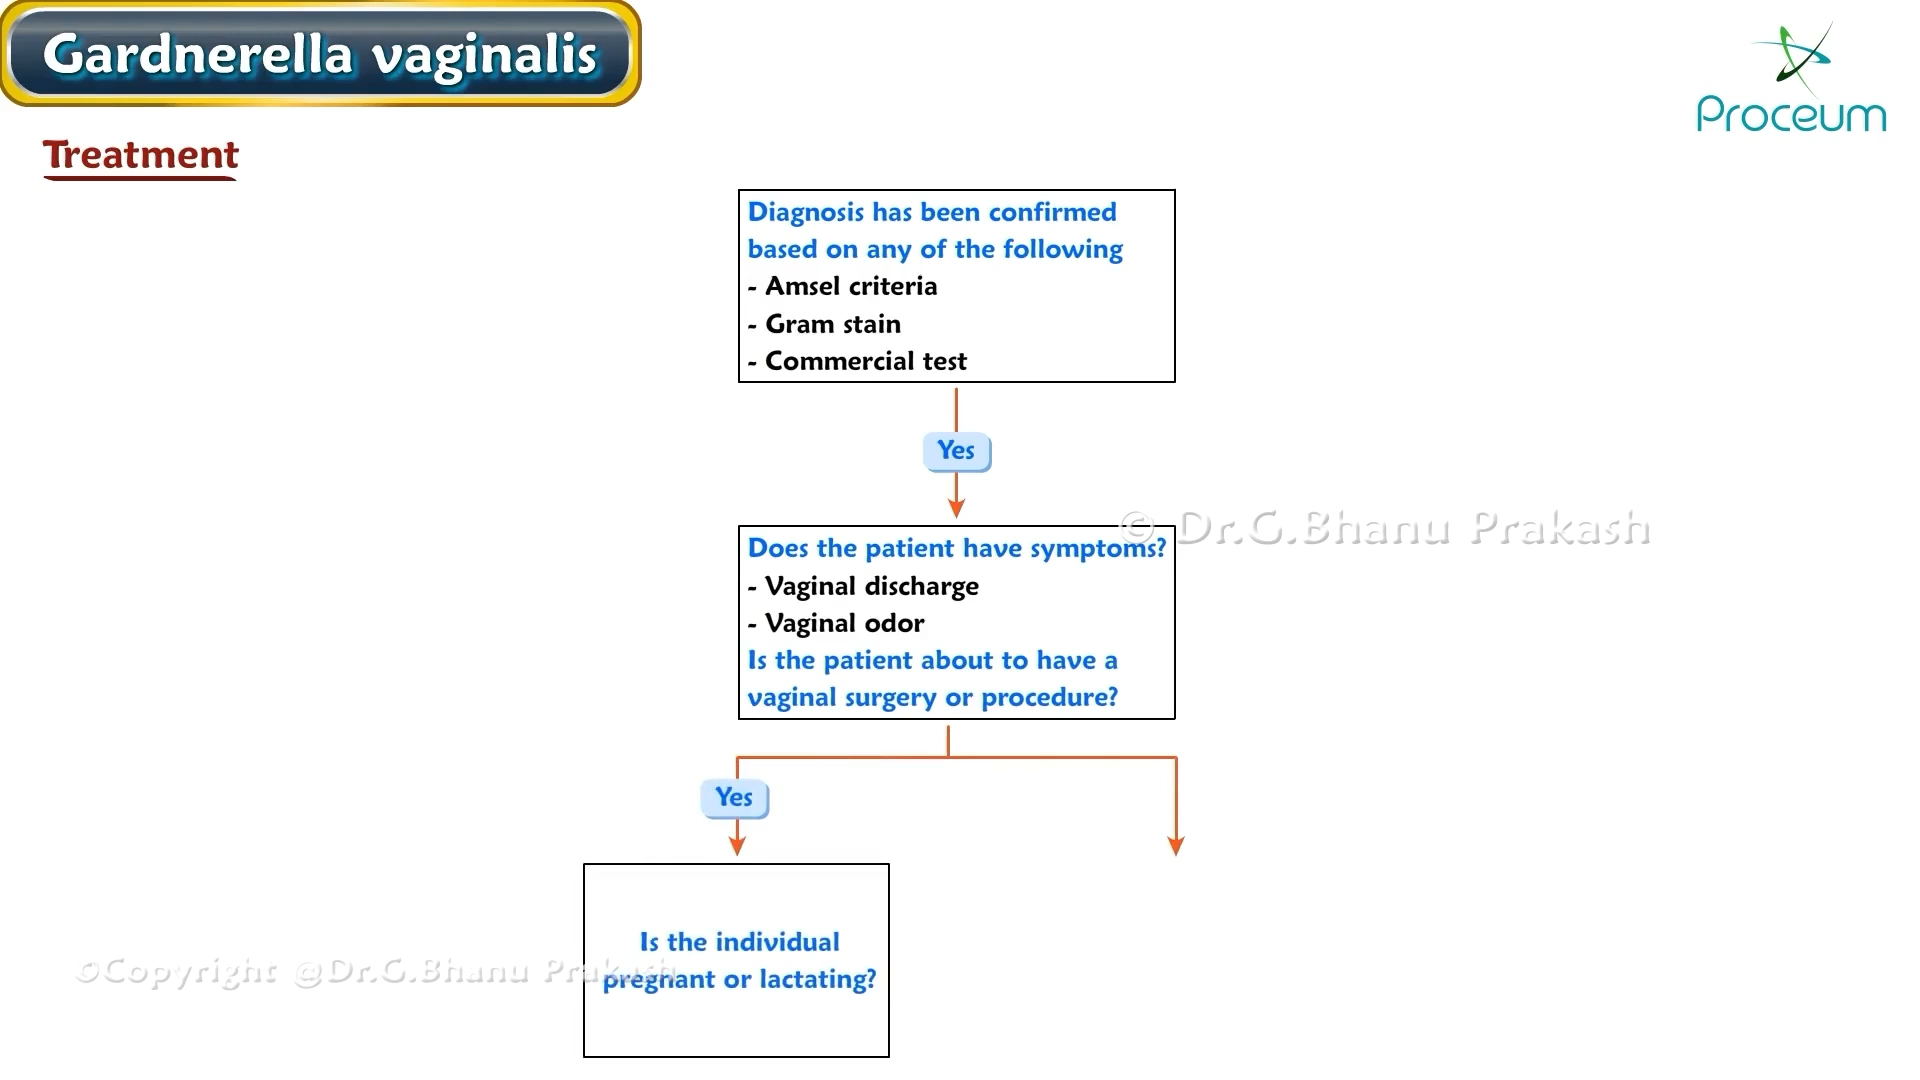 Gardnerella vaginalis
Proceum
Treatment
Diagnosis has been confirmed
based on any of the following
- Amsel criteria
- Gram stain
- Commercial test
Yes
© Dr.G.Bhanu Prakash
Does the patient have symptoms?
- Vaginal discharge
- Vaginal odor
Is the patient about to have a
vaginal surgery or procedure?
Yes
Is the individual
pregnant or lactating?
©Copyright @Dr.G.Bhanu Prakash